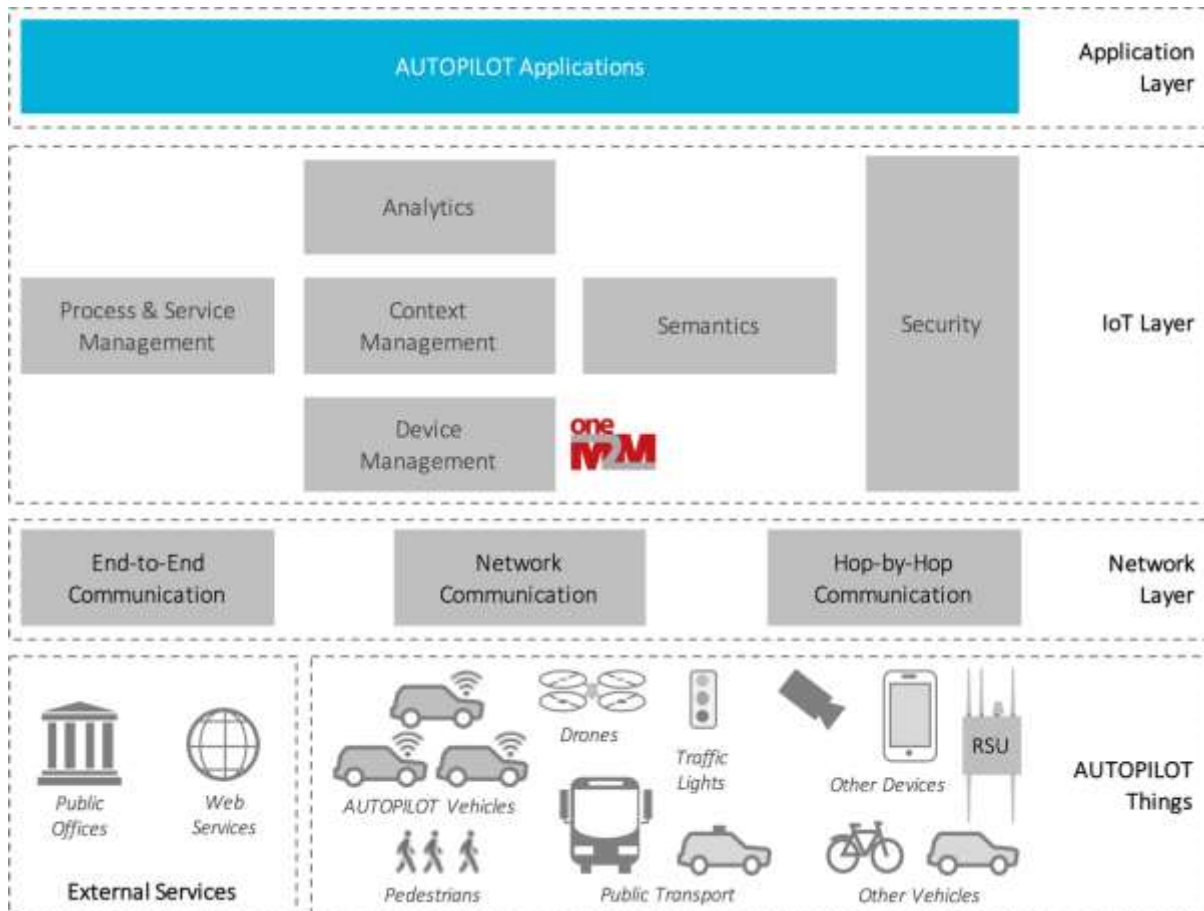 AUTOPILOT Applications
Application
Layer
Analytics
Process & Service
Management
Context
Management
Semantics
Security
IoT Layer
Device
Management
one
M2M
End-to-End
Communication
Network
Communication
Hop-by-Hop
Communication
Network
Layer
Public
Offices
Web
Services
External Services
AUTOPILOT Vehicles
Drones
Traffic
Lights
Other Devices
RSU
AUTOPILOT
Things
Pedestrians
Public Transport
Other Vehicles